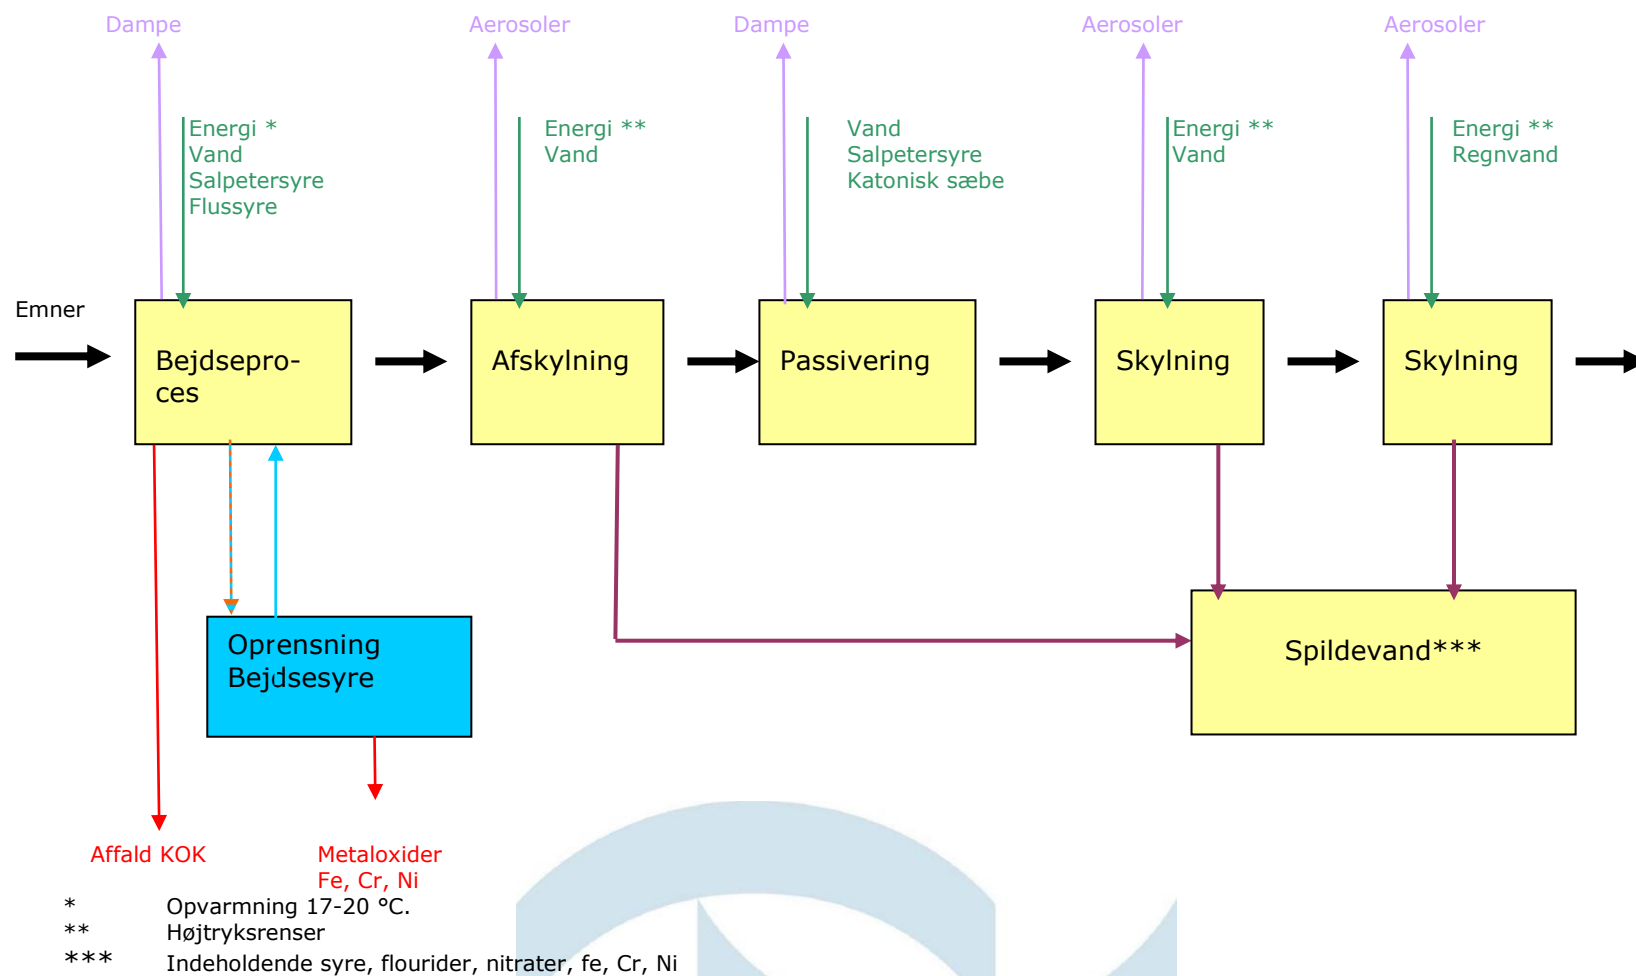 Dampe
Aerosoler
Dampe
Aerosoler
Aerosoler
Energi *
Vand
Salpetersyre
Flussyre
Energi **
Vand
Vand
Salpetersyre
Katonisk sæbe
Energi **
Vand
Energi **
Regnvand
Emner
Bejdsepro-
ces
Afskylning
Passivering
Skylning
Skylning
Oprensning
Bejdsesyre
Spildevand***
Affald KOK
Metaloxider
Fe, Cr, Ni
* Opvarmning 17-20 °C.
** Højtryksrenser
*** Indeholdende syre, flourider, nitrater, fe, Cr, Ni